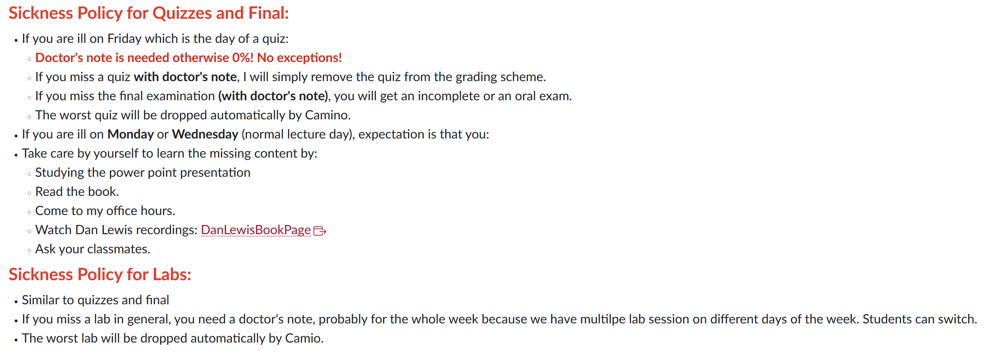 Sickness Policy for Quizzes and Final:
• If you are ill on Friday which is the day of a quiz:
◦ Doctor's note is needed otherwise 0%! No exceptions!
◦ If you miss a quiz with doctor's note, I will simply remove the quiz from the grading scheme.
◦ If you miss the final examination (with doctor's note), you will get an incomplete or an oral exam.
◦ The worst quiz will be dropped automatically by Camino.
• If you are ill on Monday or Wednesday (normal lecture day), expectation is that you:
• Take care by yourself to learn the missing content by:
◦ Studying the power point presentation
◦ Read the book.
◦ Come to my office hours.
◦ Watch Dan Lewis recordings: DanLewisBookPage
◦ Ask your classmates.
Sickness Policy for Labs:
• Similar to quizzes and final
• If you miss a lab in general, you need a doctor's note, probably for the whole week because we have multilpe lab session on different days of the week. Students can switch.
• The worst lab will be dropped automatically by Camio.